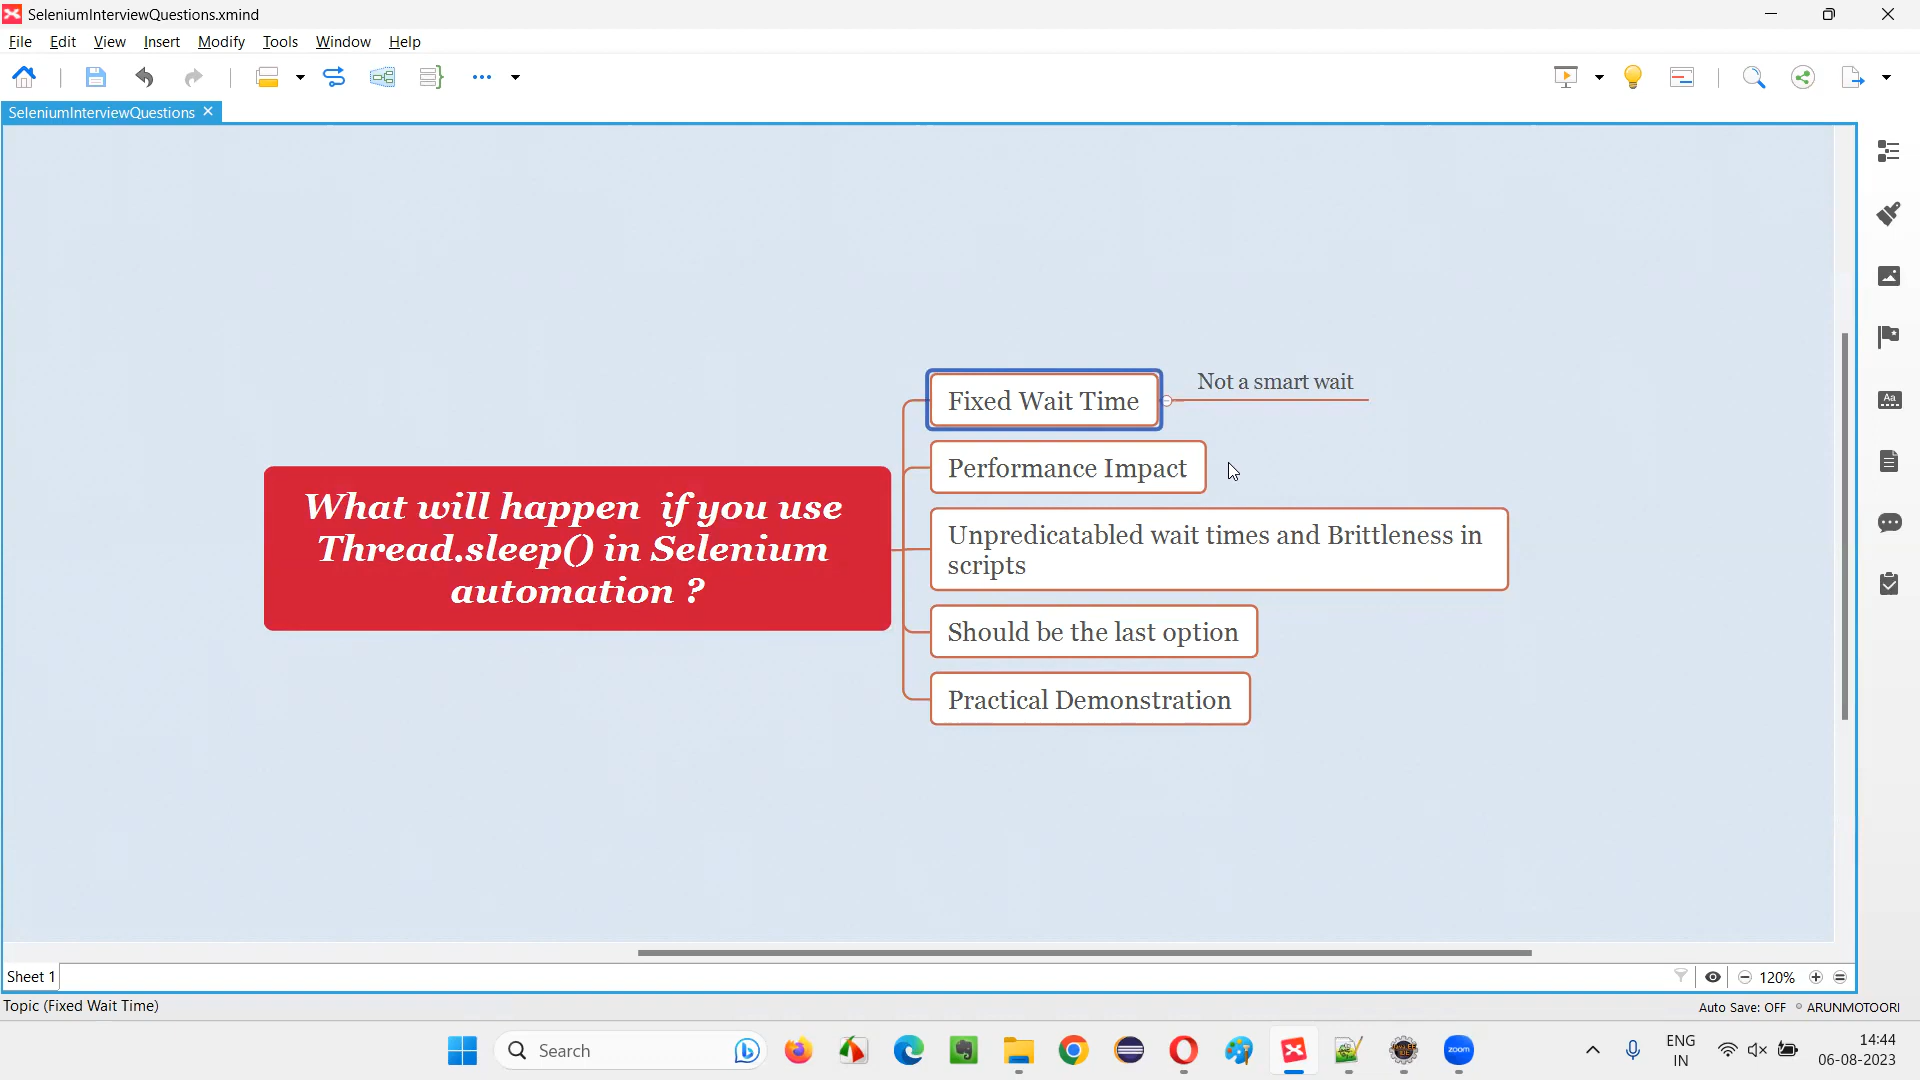 SeleniumInterviewQuestions.xmind
File Edit View Insert Modify Tools Window Help
SeleniumInterviewQuestions
Not a smart wait
Fixed Wait Time
Performance Impact
What will happen if you use
Thread.sleep() in Selenium
automation ?
Unpredicatabled wait times and Brittleness in
scripts
Should be the last option
Practical Demonstration
Aa
Sheet 1
120%
Topic (Fixed Wait Time)
Auto Save: OFF ARUNMOTOORI
Search
zoom
ENG
IN
14:44
06-08-2023